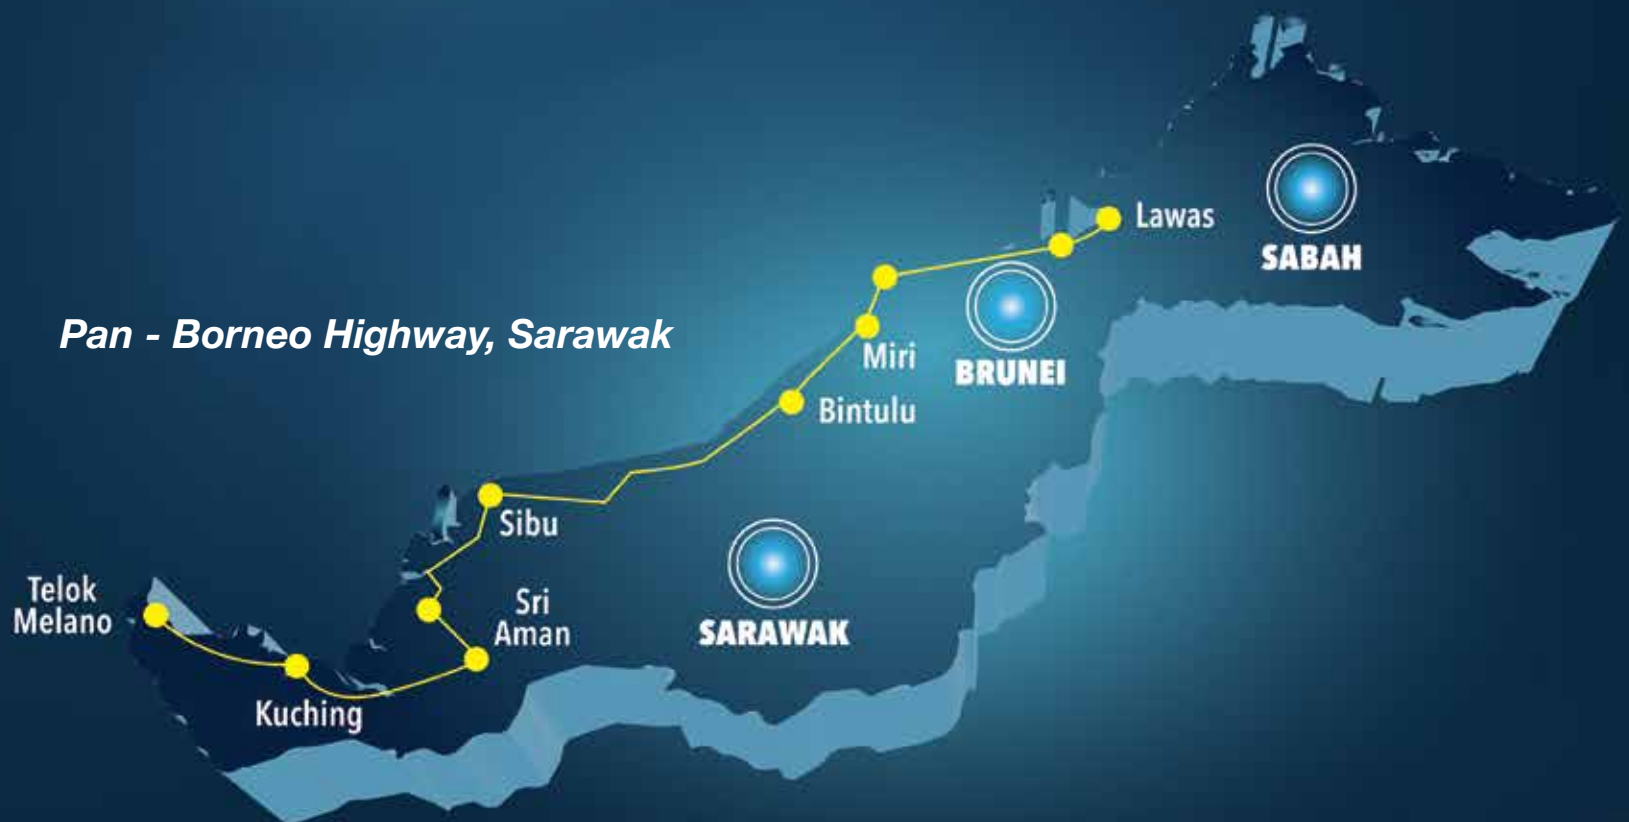 Lawas
SABAH
Pan - Borneo Highway, Sarawak
Miri
BRUNEI
Bintulu
Sibu
Telok
Melano
Sri
Aman
SARAWAK
Kuching